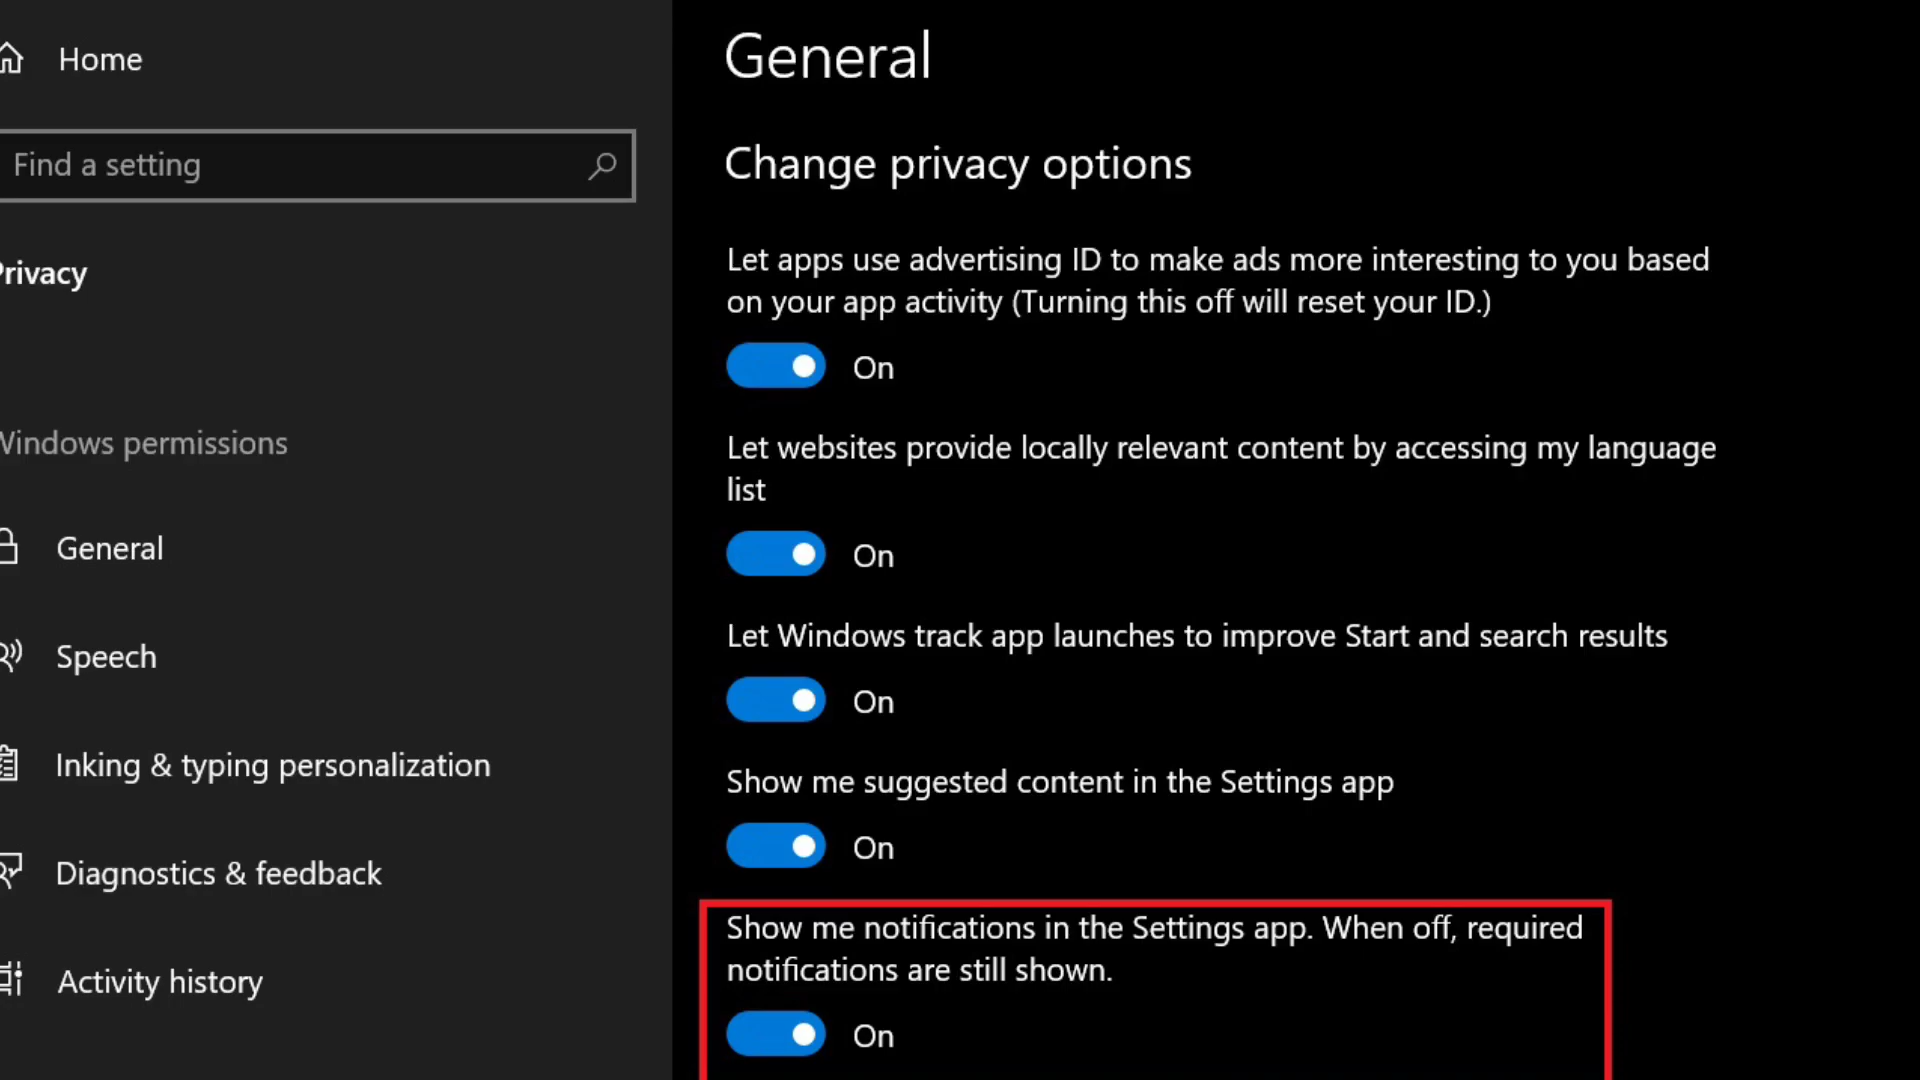 Home
Find a setting
Privacy
Windows permissions
General
Speech
Inking & typing personalization
Diagnostics & feedback
Activity history
General
Change privacy options
Let apps use advertising ID to make ads more interesting to you based
on your app activity (Turning this off will reset your ID.)
On
Let websites provide locally relevant content by accessing my language
list
On
Let Windows track app launches to improve Start and search results
On
Show me suggested content in the Settings app
On
Show me notifications in the Settings app. When off, required
notifications are still shown.
On